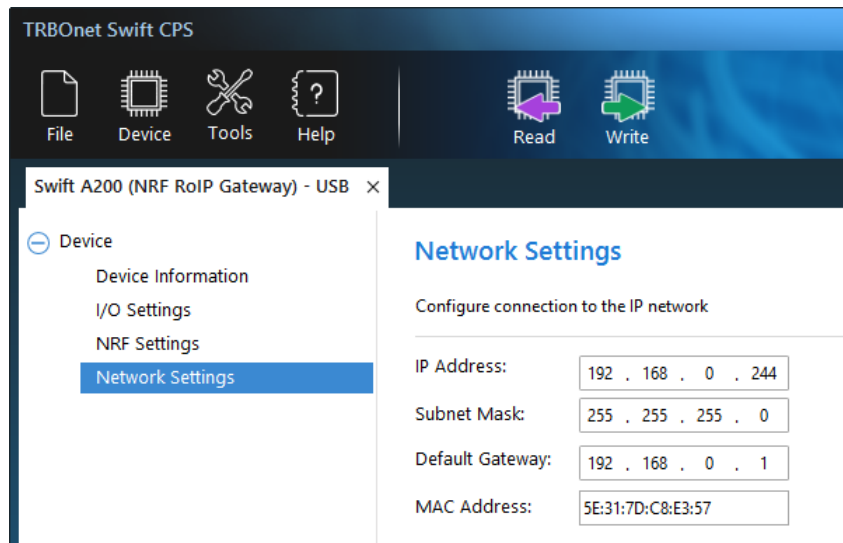 TRBOnet Swift CPS
File Device Tools Help Read Write
Swift A200 (NRF RoIP Gateway) - USB ×
Device
Device Information
I/O Settings
NRF Settings
Network Settings
Network Settings
Configure connection to the IP network
IP Address: 192 . 168 . 0 . 244
Subnet Mask: 255 . 255 . 255 . 0
Default Gateway: 192 . 168 . 0 . 1
MAC Address: 5E:31:7D:C8:E3:57